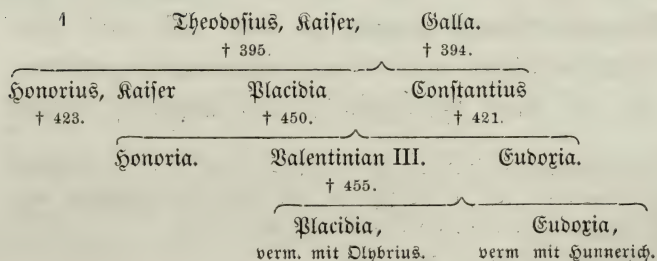 1 Theodosius, Kaiser, Galla.
† 395. † 394.
Honorius, Kaiser Placidia Constantius
† 423. † 450. † 421.
Honoria. Valentinian III. Eudoxia.
† 455.
Placidia, Eudoxia,
verm. mit Olybrius. verm mit Hunnerich.